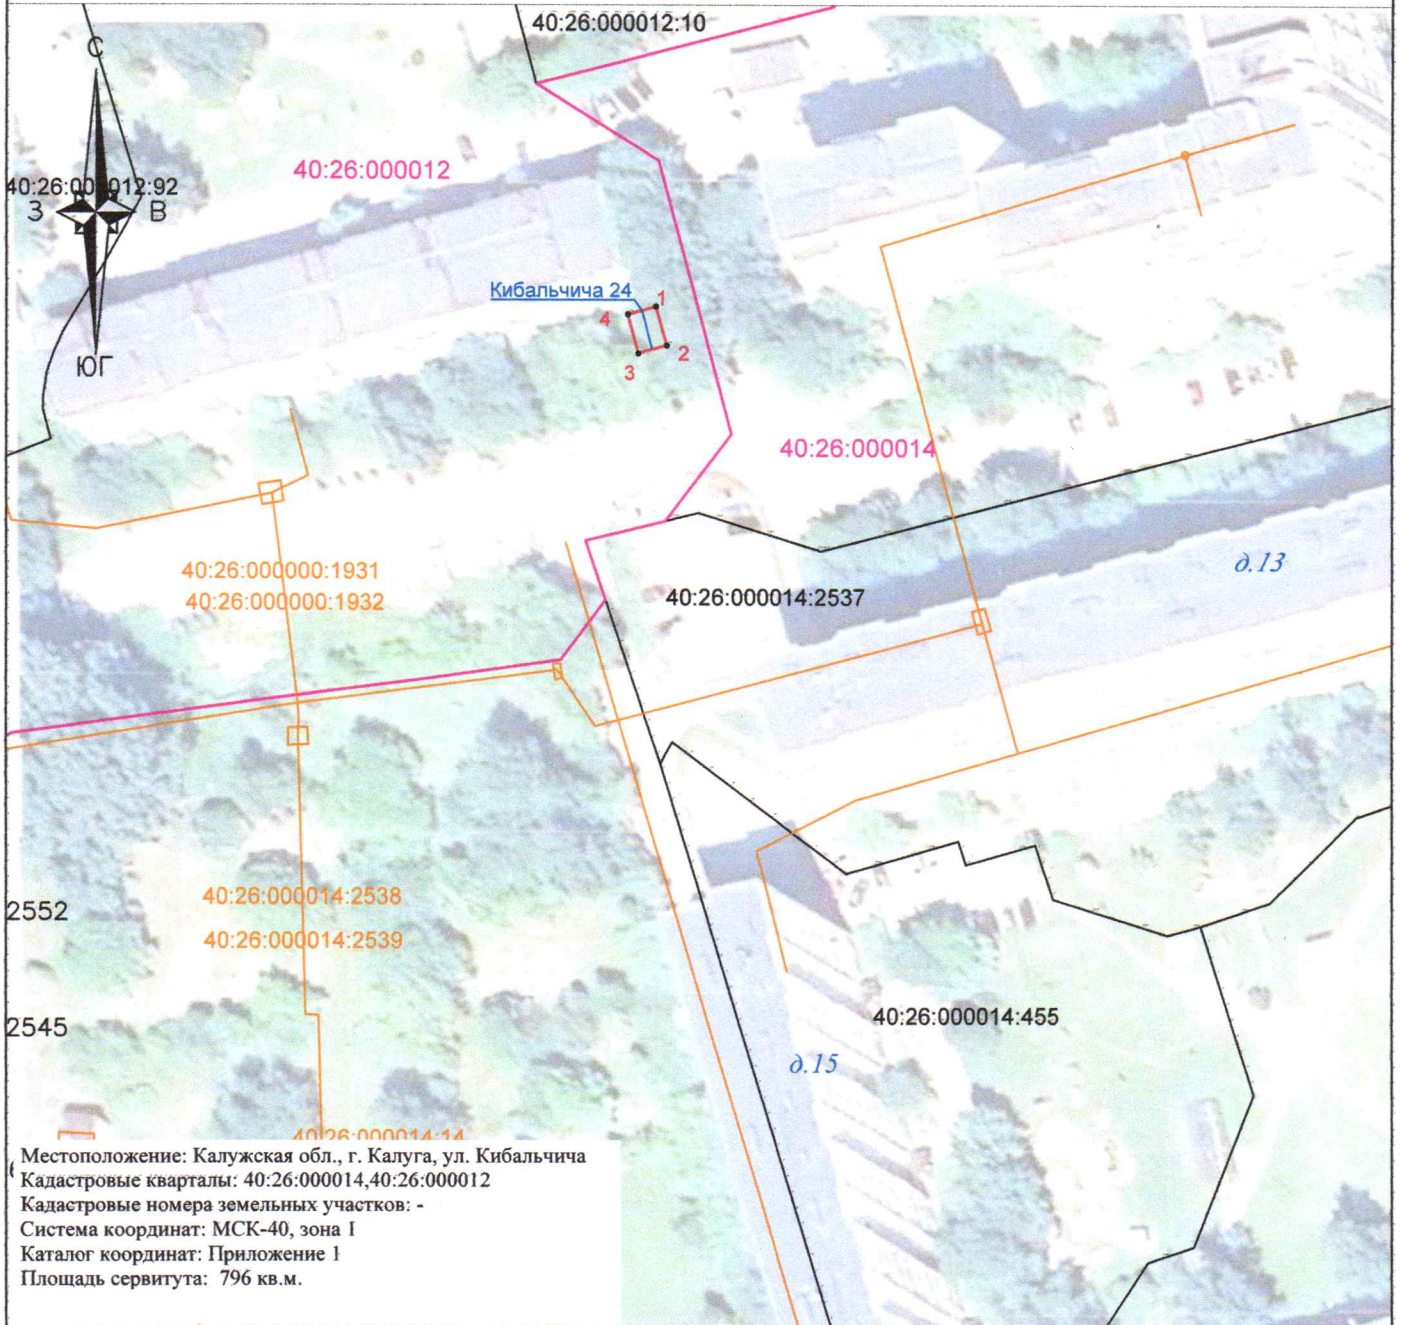 40:26:000012:10
С
40:26:000012
40:26:000012:92
З
В
ЮГ
Кибальчича 24
1
4
2
3
40:26:000014
40:26:000000:1931
40:26:000000:1932
40:26:000014:2537
д.13
40:26:000014:2538
2552
40:26:000014:2539
40:26:000014:455
2545
д.15
40:26:000014:14
Местоположение: Калужская обл., г. Калуга, ул. Кибальчича
Кадастровые кварталы: 40:26:000014,40:26:000012
Кадастровые номера земельных участков: -
Система координат: МСК-40, зона 1
Каталог координат: Приложение 1
Площадь сервитута: 796 кв.м.